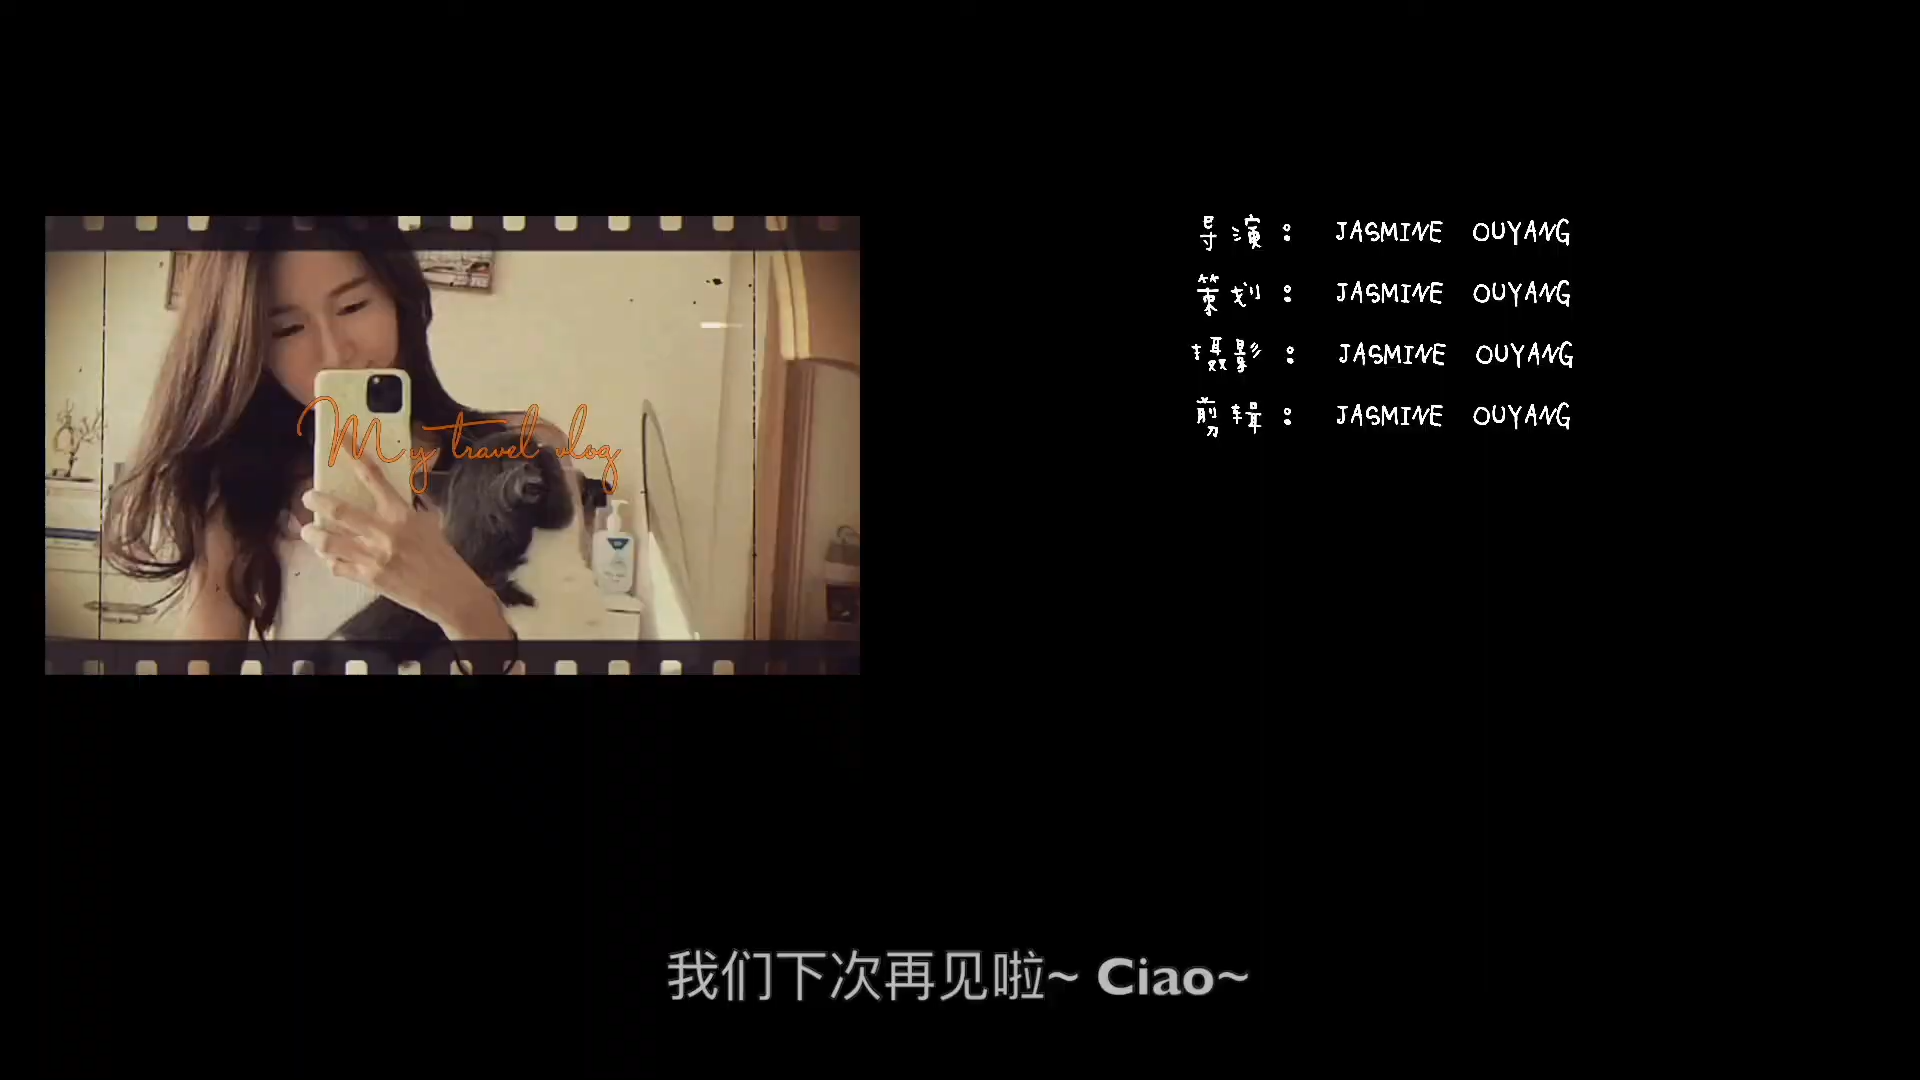 My travel vlog
导演： JASMINE OUYANG
策划： JASMINE OUYANG
摄影： JASMINE OUYANG
剪辑： JASMINE OUYANG
我们下次再见啦~ Ciao~